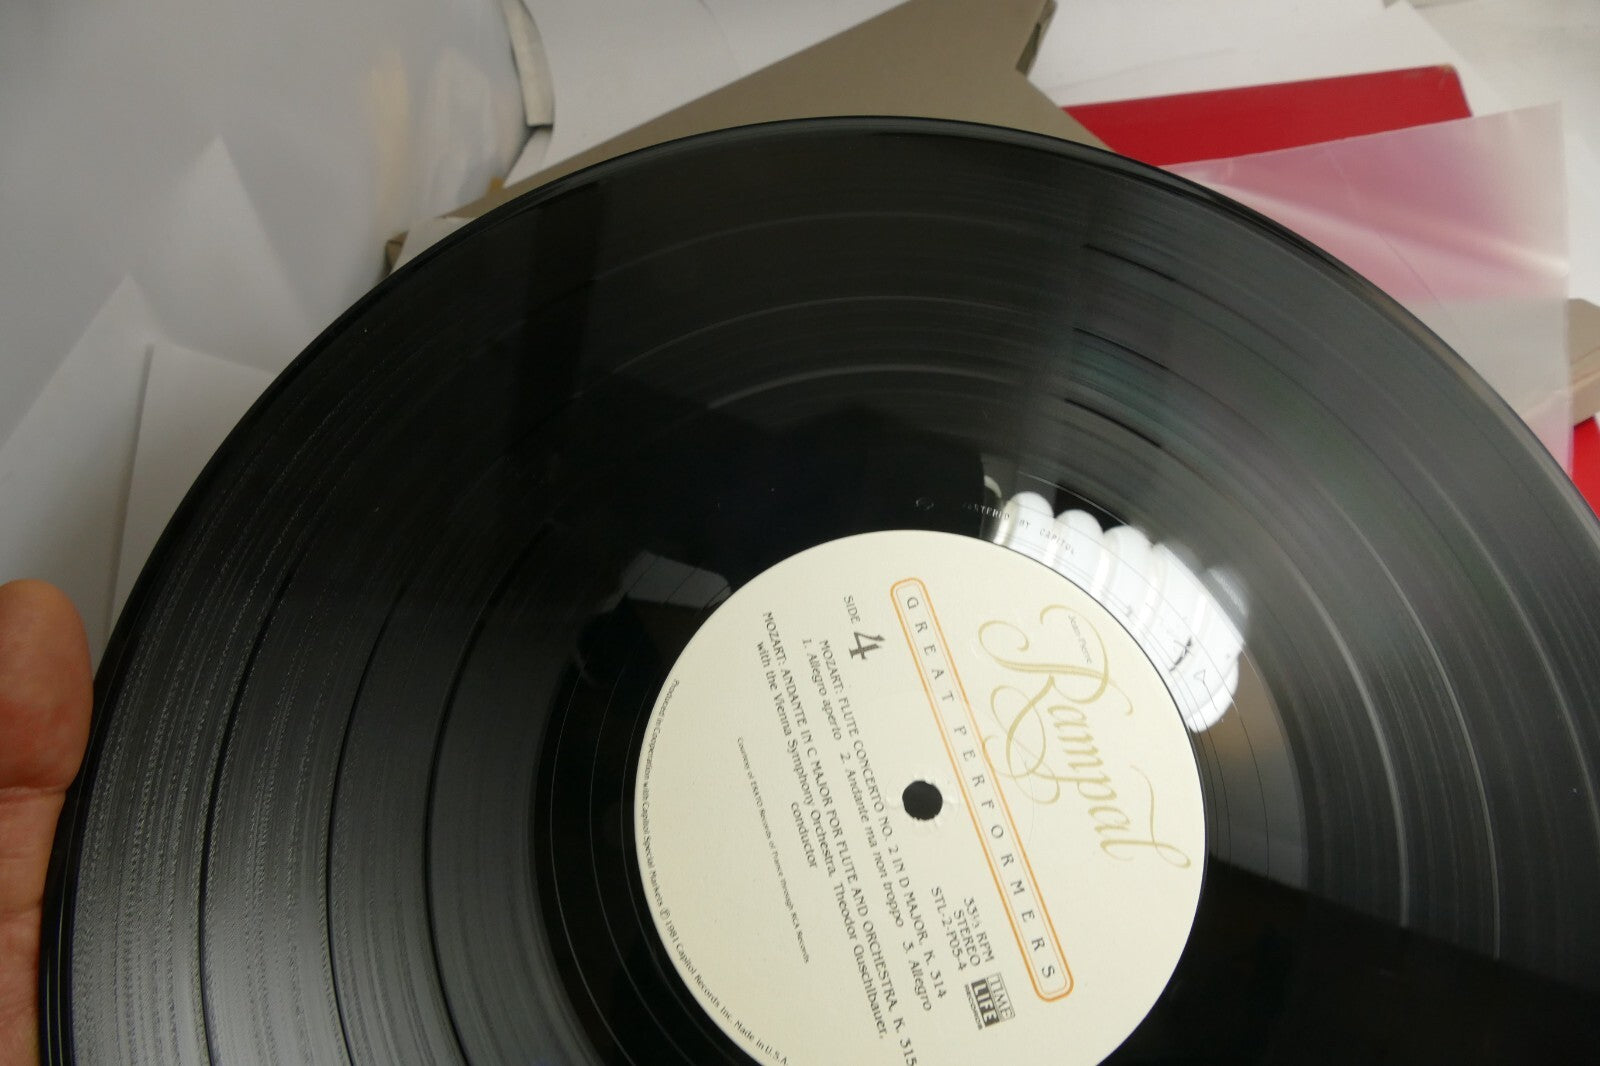 MASTERED BY CAPITOL
Jean-Pierre
Rampal
GREAT PERFORMERS
SIDE 4
33⅓ RPM
STEREO
STL-2-P05-4
TIME
LIFE
RECORDS
MOZART: FLUTE CONCERTO NO. 2 IN D MAJOR, K. 314
1. Allegro aperto 2. Andante ma non troppo 3. Allegro
MOZART: ANDANTE IN C MAJOR FOR FLUTE AND ORCHESTRA, K. 315
with the Vienna Symphony Orchestra, Theodor Guschlbauer,
conductor
Courtesy of ERATO Records of France through RCA Records
Produced in Cooperation with Capitol Special Markets ℗ 1981 Capitol Records Inc. Made in U.S.A.